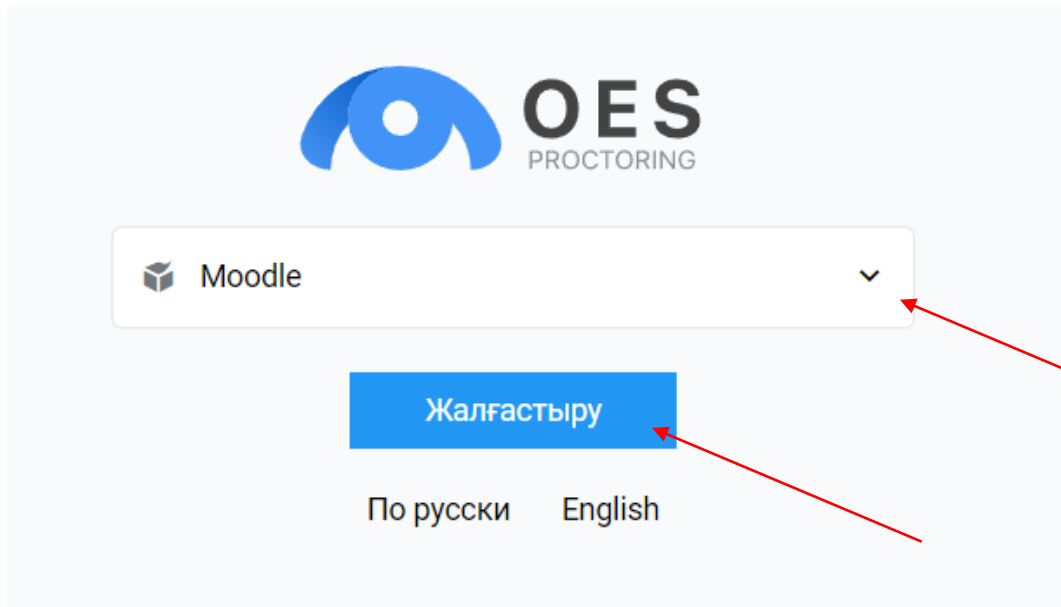 OES
PROCTORING
Moodle
Жалғастыру
По русски English